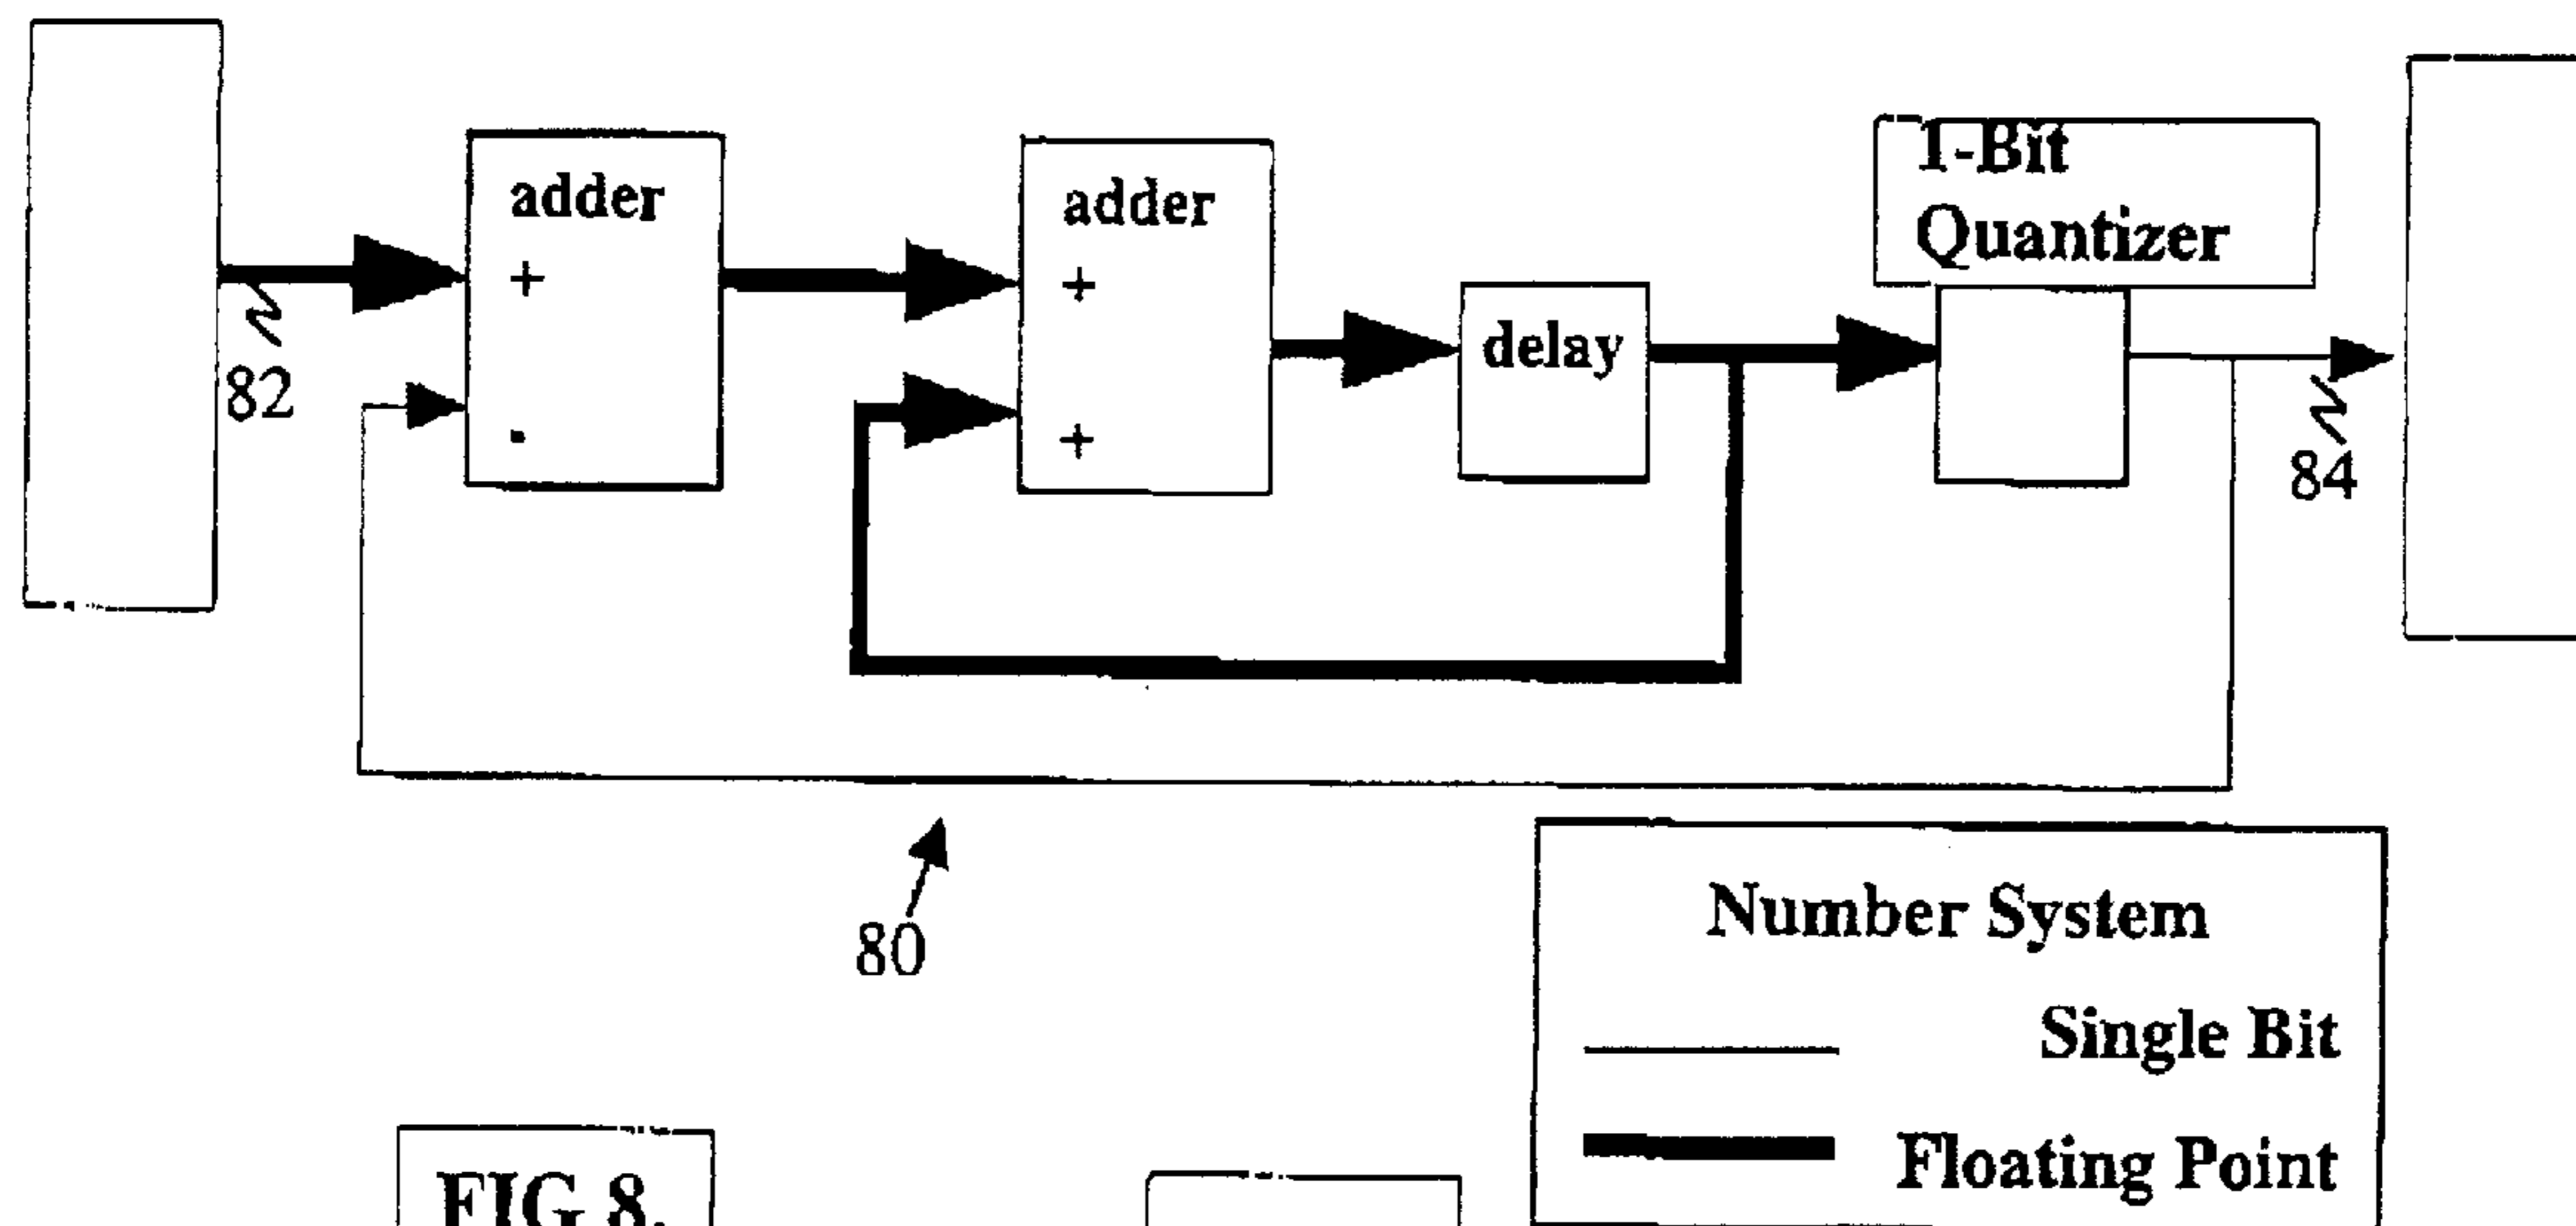 1-Bit
Quantizer
adder
+
-
adder
+
+
delay
82
84
80
Number System
Single Bit
Floating Point
FIG 8.